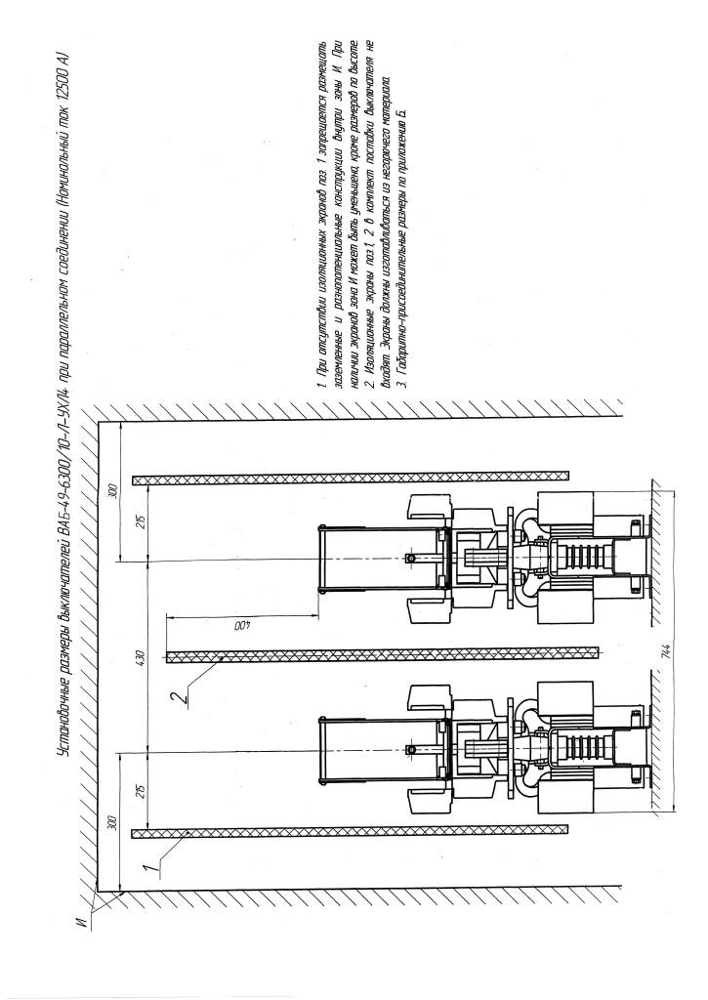 Установочные размеры выключателей ВАБ-49-6300/10-Л-УХЛ4 при параллельном соединении (Номинальный ток 12500 А)
И
300
300
215
430
215
1
2
400
744
1. При отсутствии изоляционных экранов поз. 1 запрещается размещать
заземленные и разнопотенциальные конструкции внутри зоны И. При
наличии экранов зона И может быть уменьшена, кроме размеров по высоте.
2. Изоляционные экраны поз.1, 2 в комплект поставки выключателя не
входят. Экраны должны изготавливаться из негорючего материала.
3. Габаритно-присоединительные размеры по приложению Б.